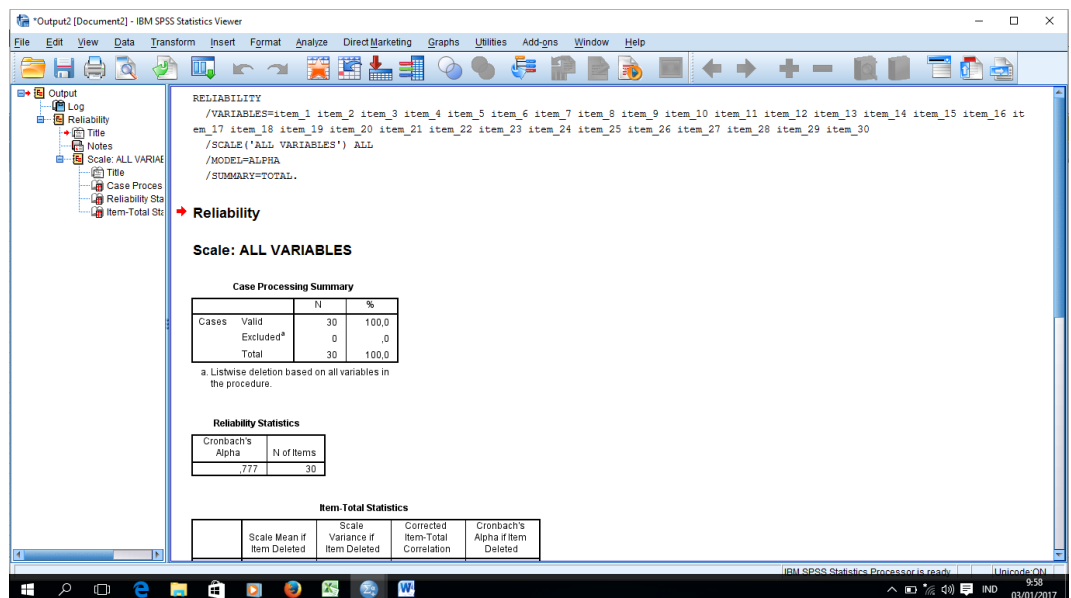 *Output2 [Document2] - IBM SPSS Statistics Viewer
File Edit View Data Transform Insert Format Analyze Direct Marketing Graphs Utilities Add-ons Window Help
Output
Log
Reliability
Title
Notes
Scale: ALL VARIAE
Title
Case Proces
Reliability Sta
Item-Total Sta
RELIABILITY
/VARIABLES=item_1 item_2 item_3 item_4 item_5 item_6 item_7 item_8 item_9 item_10 item_11 item_12 item_13 item_14 item_15 item_16 it
em_17 item_18 item_19 item_20 item_21 item_22 item_23 item_24 item_25 item_26 item_27 item_28 item_29 item_30
/SCALE('ALL VARIABLES') ALL
/MODEL=ALPHA
/SUMMARY=TOTAL.
Reliability
Scale: ALL VARIABLES
Case Processing Summary
N %
Cases Valid 30 100,0
Excludedᵃ 0 ,0
Total 30 100,0
a. Listwise deletion based on all variables in
the procedure.
Reliability Statistics
Cronbach's
Alpha N of Items
,777 30
Item-Total Statistics
Scale Mean if
Item Deleted
Scale
Variance if
Item Deleted
Corrected
Item-Total
Correlation
Cronbach's
Alpha if Item
Deleted
IBM SPSS Statistics Processor is ready Unicode:ON
IND
9:58
03/01/2017